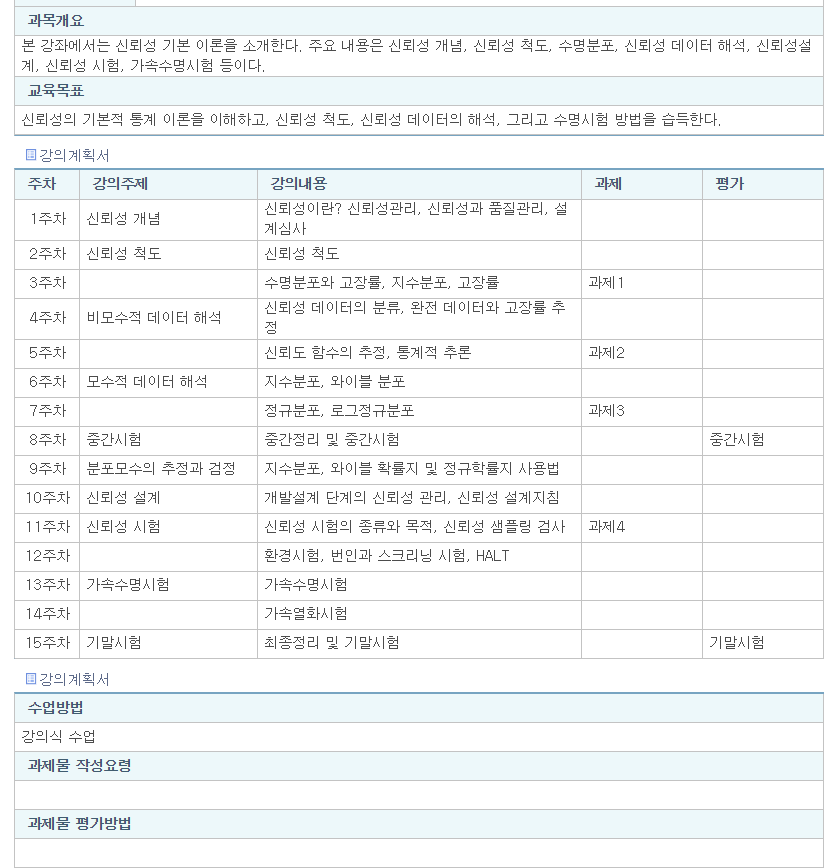 과목개요
본 강좌에서는 신뢰성 기본 이론을 소개한다. 주요 내용은 신뢰성 개념, 신뢰성 척도, 수명분포, 신뢰성 데이터 해석, 신뢰성설
계, 신뢰성 시험, 가속수명시험 등이다.
교육목표
신뢰성의 기본적 통계 이론을 이해하고, 신뢰성 척도, 신뢰성 데이터의 해석, 그리고 수명시험 방법을 습득한다.
강의계획서
주차 강의주제 강의내용 과제 평가
1주차 신뢰성 개념 신뢰성이란? 신뢰성관리, 신뢰성과 품질관리, 설
계심사
2주차 신뢰성 척도 신뢰성 척도
3주차 수명분포와 고장률, 지수분포, 고장률 과제1
4주차 비모수적 데이터 해석 신뢰성 데이터의 분류, 완전 데이터와 고장률 추
정
5주차 신뢰도 함수의 추정, 통계적 추론 과제2
6주차 모수적 데이터 해석 지수분포, 와이블 분포
7주차 정규분포, 로그정규분포 과제3
8주차 중간시험 중간정리 및 중간시험 중간시험
9주차 분포모수의 추정과 검정 지수분포, 와이블 확률지 및 정규학률지 사용법
10주차 신뢰성 설계 개발설계 단계의 신뢰성 관리, 신뢰성 설계지침
11주차 신뢰성 시험 신뢰성 시험의 종류와 목적, 신뢰성 샘플링 검사 과제4
12주차 환경시험, 번인과 스크리닝 시험, HALT
13주차 가속수명시험 가속수명시험
14주차 가속열화시험
15주차 기말시험 최종정리 및 기말시험 기말시험
강의계획서
수업방법
강의식 수업
과제물 작성요령
과제물 평가방법